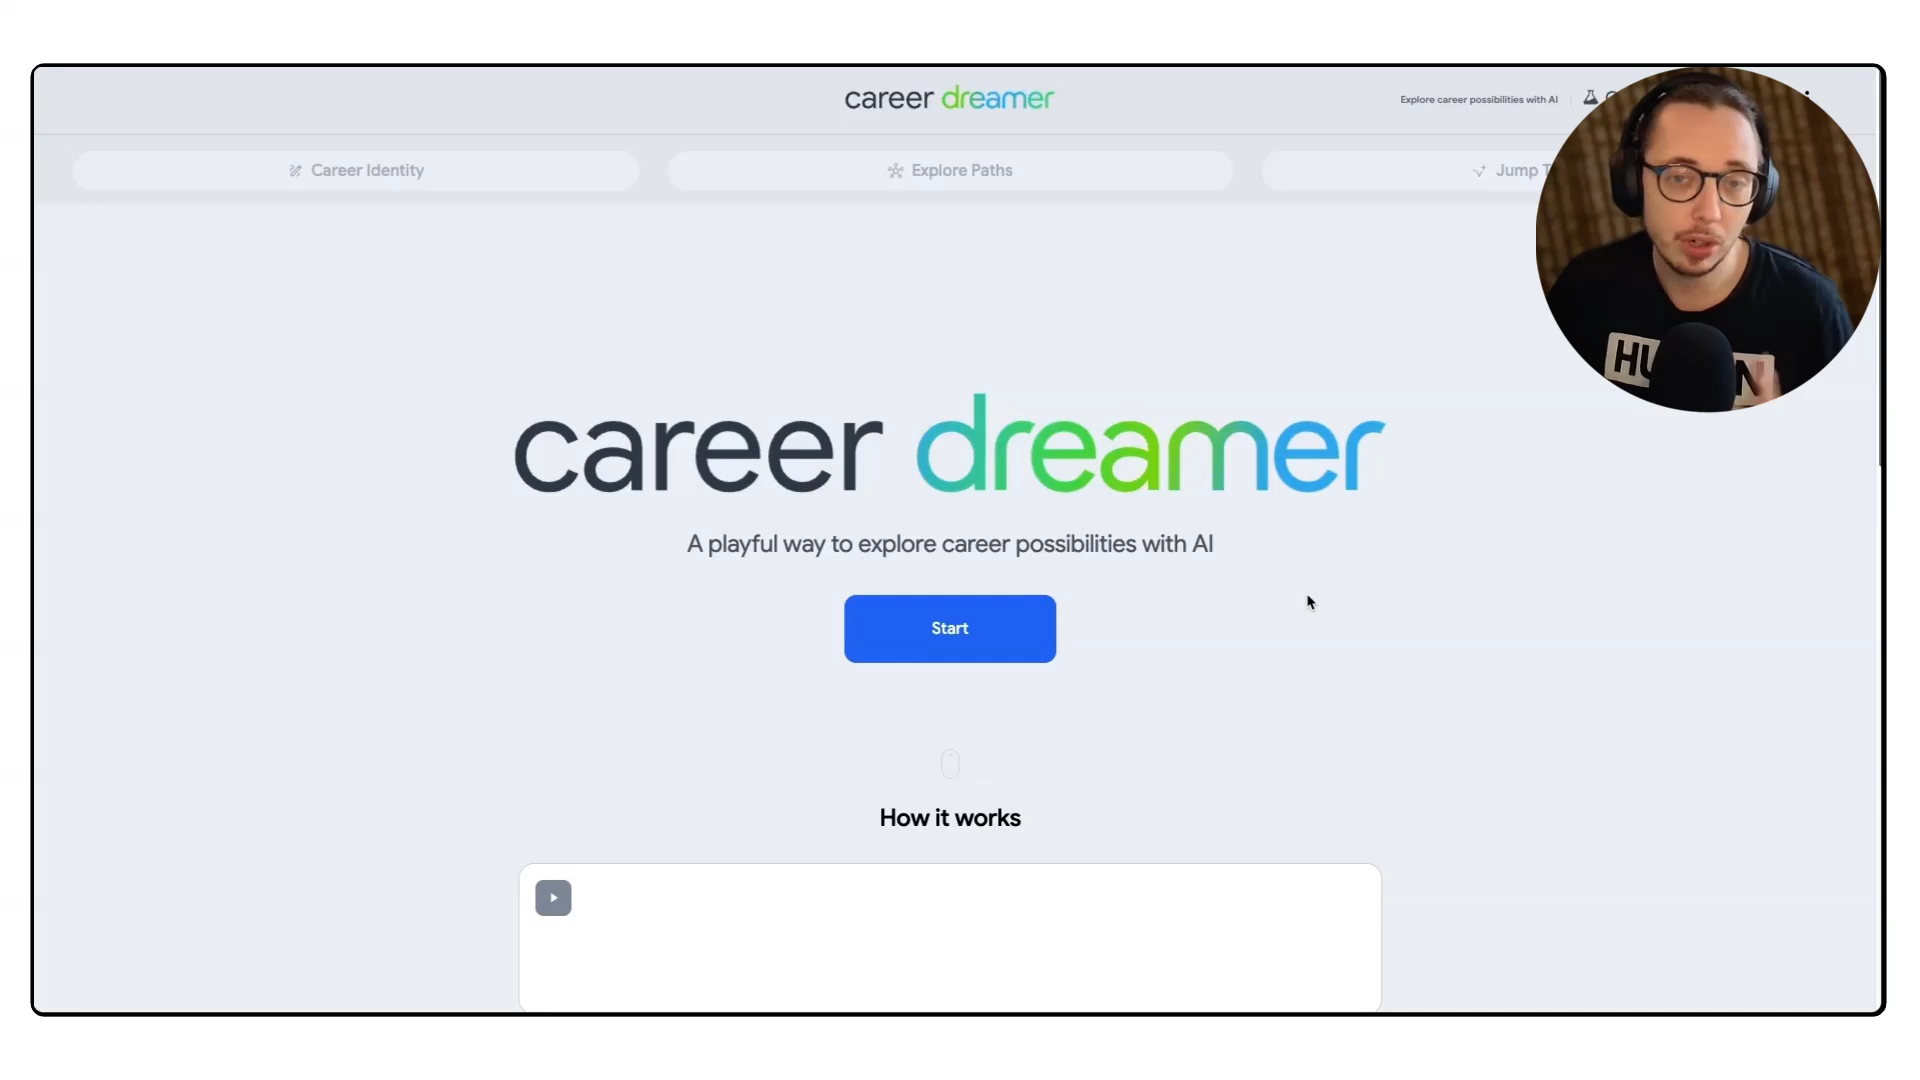 career dreamer
Explore career possibilities with AI
Career Identity
Explore Paths
Jump
career dreamer
A playful way to explore career possibilities with AI
Start
How it works